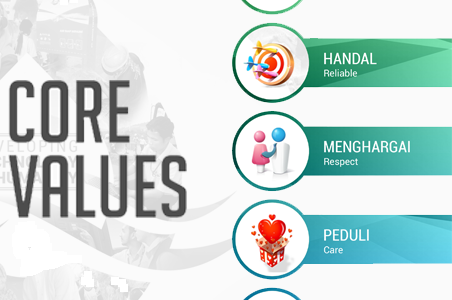 CORE
VALUES
HANDAL
Reliable
MENGHARGAI
Respect
PEDULI
Care